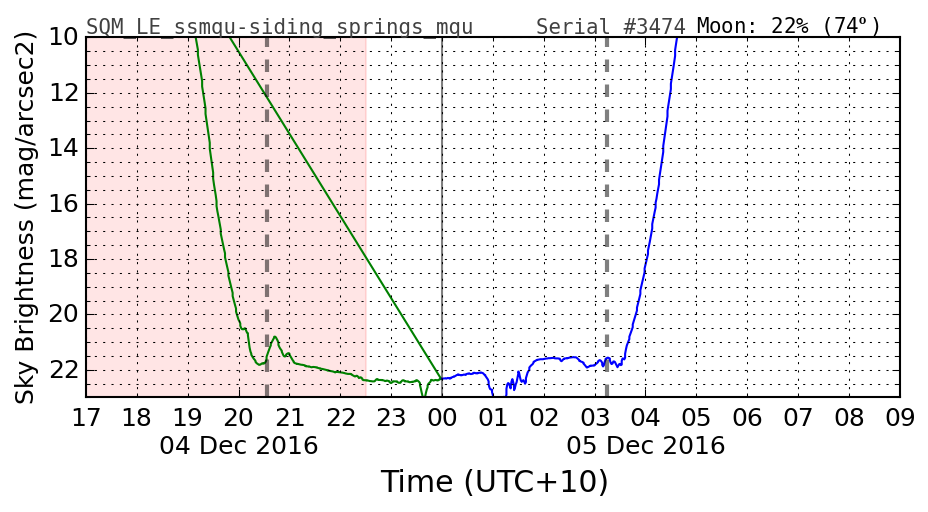 SQM_LE_ssmqu-siding_springs_mqu Serial #3474 Moon: 22% (74°)
Sky Brightness (mag/arcsec2)
10
12
14
16
18
20
22
17 18 19 20 21 22 23 00 01 02 03 04 05 06 07 08 09
04 Dec 2016 05 Dec 2016
Time (UTC+10)